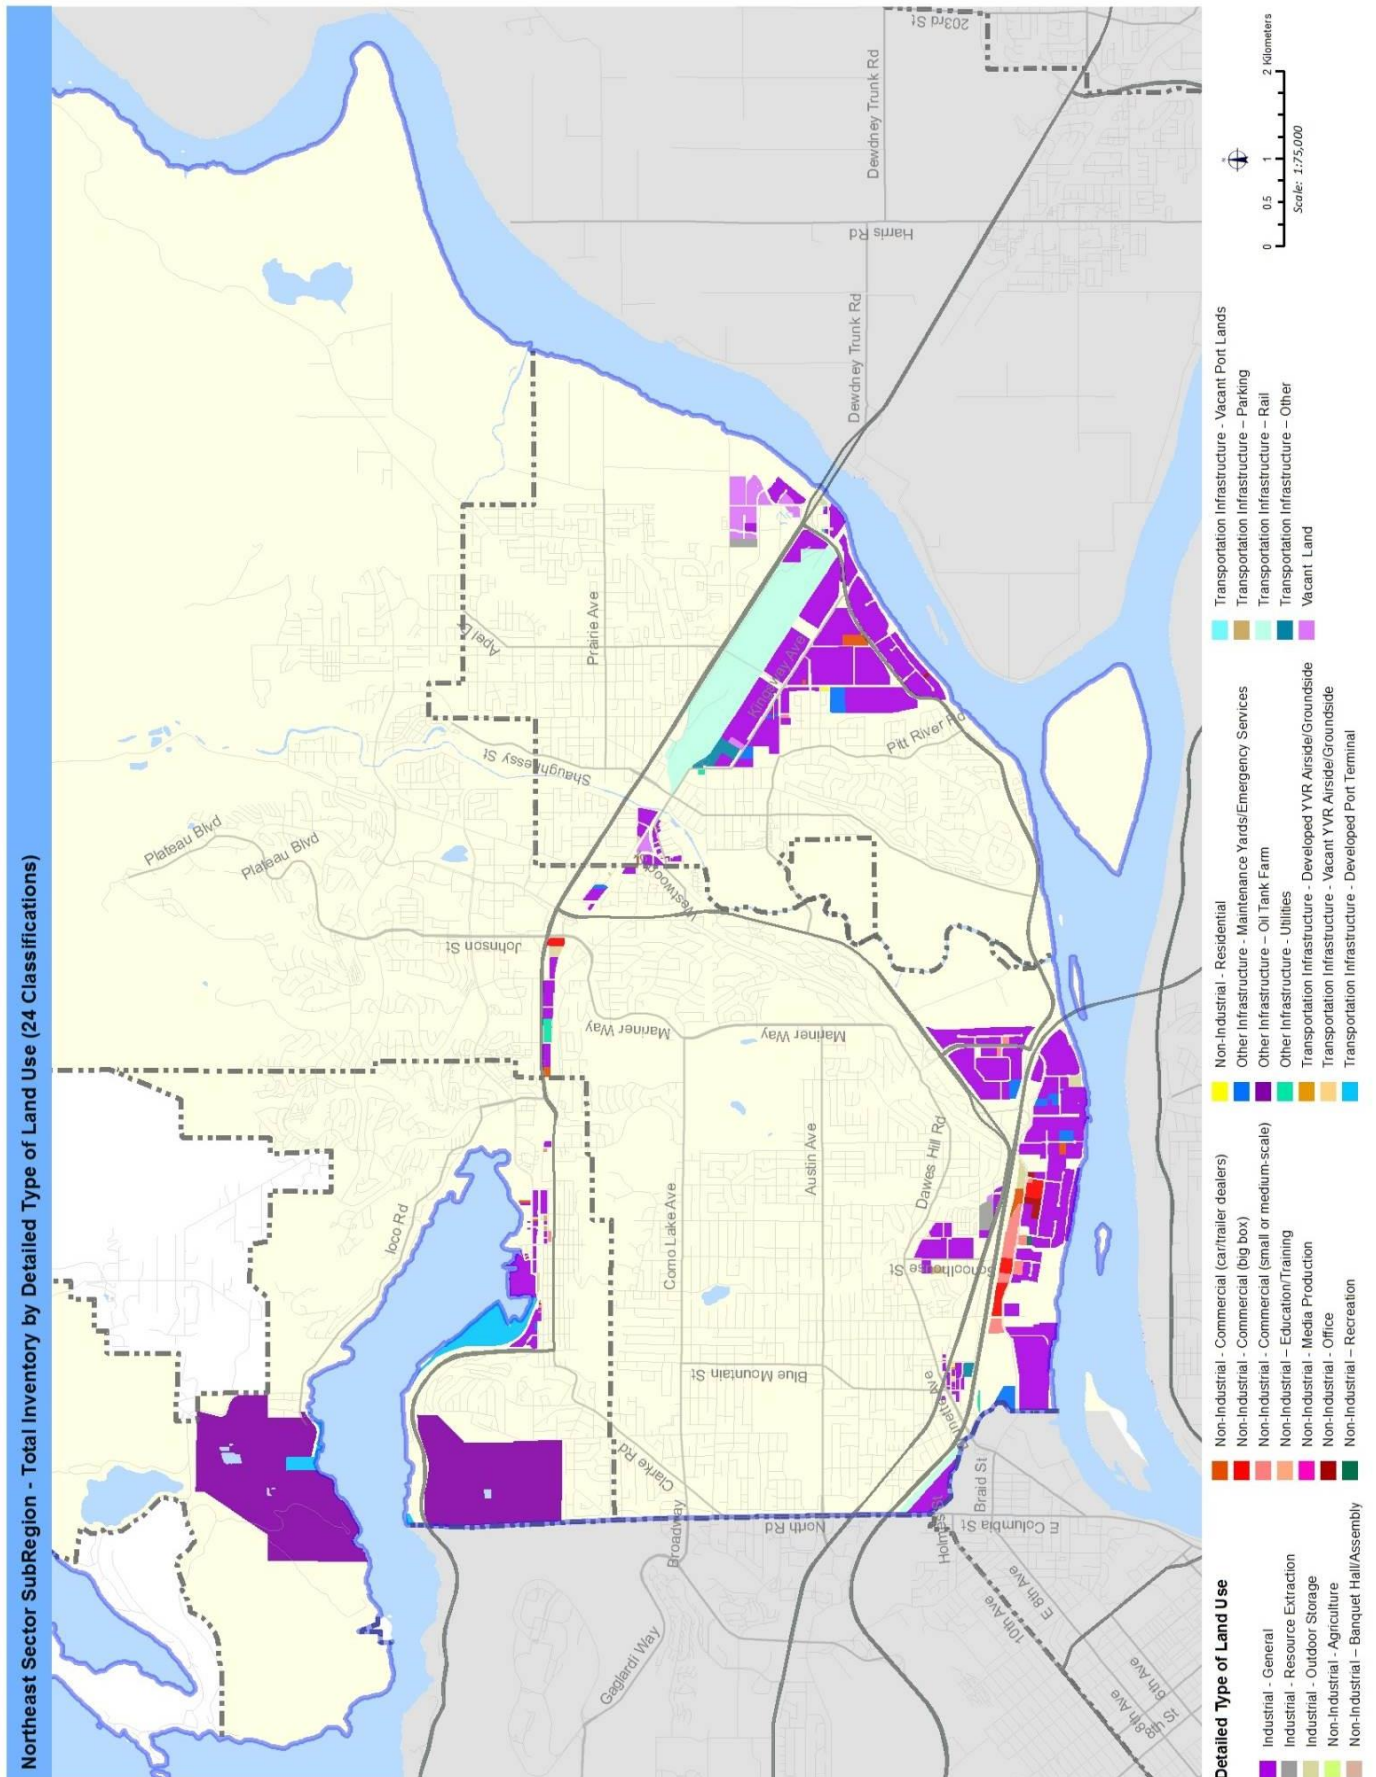 Northeast Sector SubRegion - Total Inventory by Detailed Type of Land Use (24 Classifications)
203rd St
Dewdney Trunk Rd
Harris Rd
Dewdney Trunk Rd
Apel Dr
Prairie Ave
Kingsway Ave
Pitt River Rd
Shaughnessy St
Plateau Blvd
Plateau Blvd
Westwood
Johnson St
Mariner Way
Mariner Way
Ioco Rd
Como Lake Ave
Austin Ave
Dawes Hill Rd
Schoolhouse St
Blue Mountain St
Clarke Rd
Broadway
North Rd
Brunette Ave
Braid St
Holmes St
E Columbia St
Gaglardi Way
10th Ave
E 8th Ave
8th Ave
6th Ave
Detailed Type of Land Use
Industrial - General
Industrial - Resource Extraction
Industrial - Outdoor Storage
Non-Industrial - Agriculture
Non-Industrial – Banquet Hall/Assembly
Non-Industrial - Commercial (car/trailer dealers)
Non-Industrial - Commercial (big box)
Non-Industrial - Commercial (small or medium-scale)
Non-Industrial – Education/Training
Non-Industrial - Media Production
Non-Industrial - Office
Non-Industrial – Recreation
Non-Industrial - Residential
Other Infrastructure - Maintenance Yards/Emergency Services
Other Infrastructure – Oil Tank Farm
Other Infrastructure - Utilities
Transportation Infrastructure - Developed YVR Airside/Groundside
Transportation Infrastructure - Vacant YVR Airside/Groundside
Transportation Infrastructure - Developed Port Terminal
Transportation Infrastructure - Vacant Port Lands
Transportation Infrastructure – Parking
Transportation Infrastructure – Rail
Transportation Infrastructure – Other
Vacant Land
0 0.5 1 2 Kilometers
Scale: 1:75,000